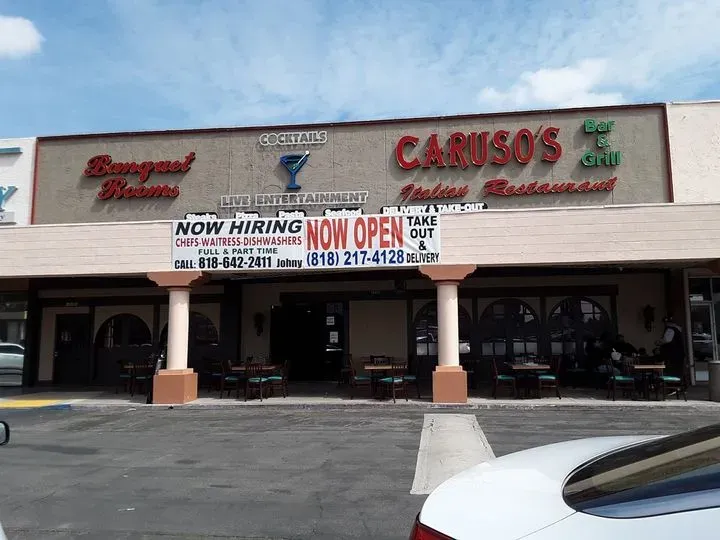 Banquet
Rooms
COCKTAILS
LIVE ENTERTAINMENT
Steaks Pizza Pasta Seafood
CARUSO'S
Bar
&
Grill
Italian Restaurant
DELIVERY & TAKE-OUT
NOW HIRING
CHEFS-WAITRESS-DISHWASHERS
FULL & PART TIME
CALL: 818-642-2411 Johny
NOW OPEN
(818) 217-4128
TAKE
OUT
&
DELIVERY